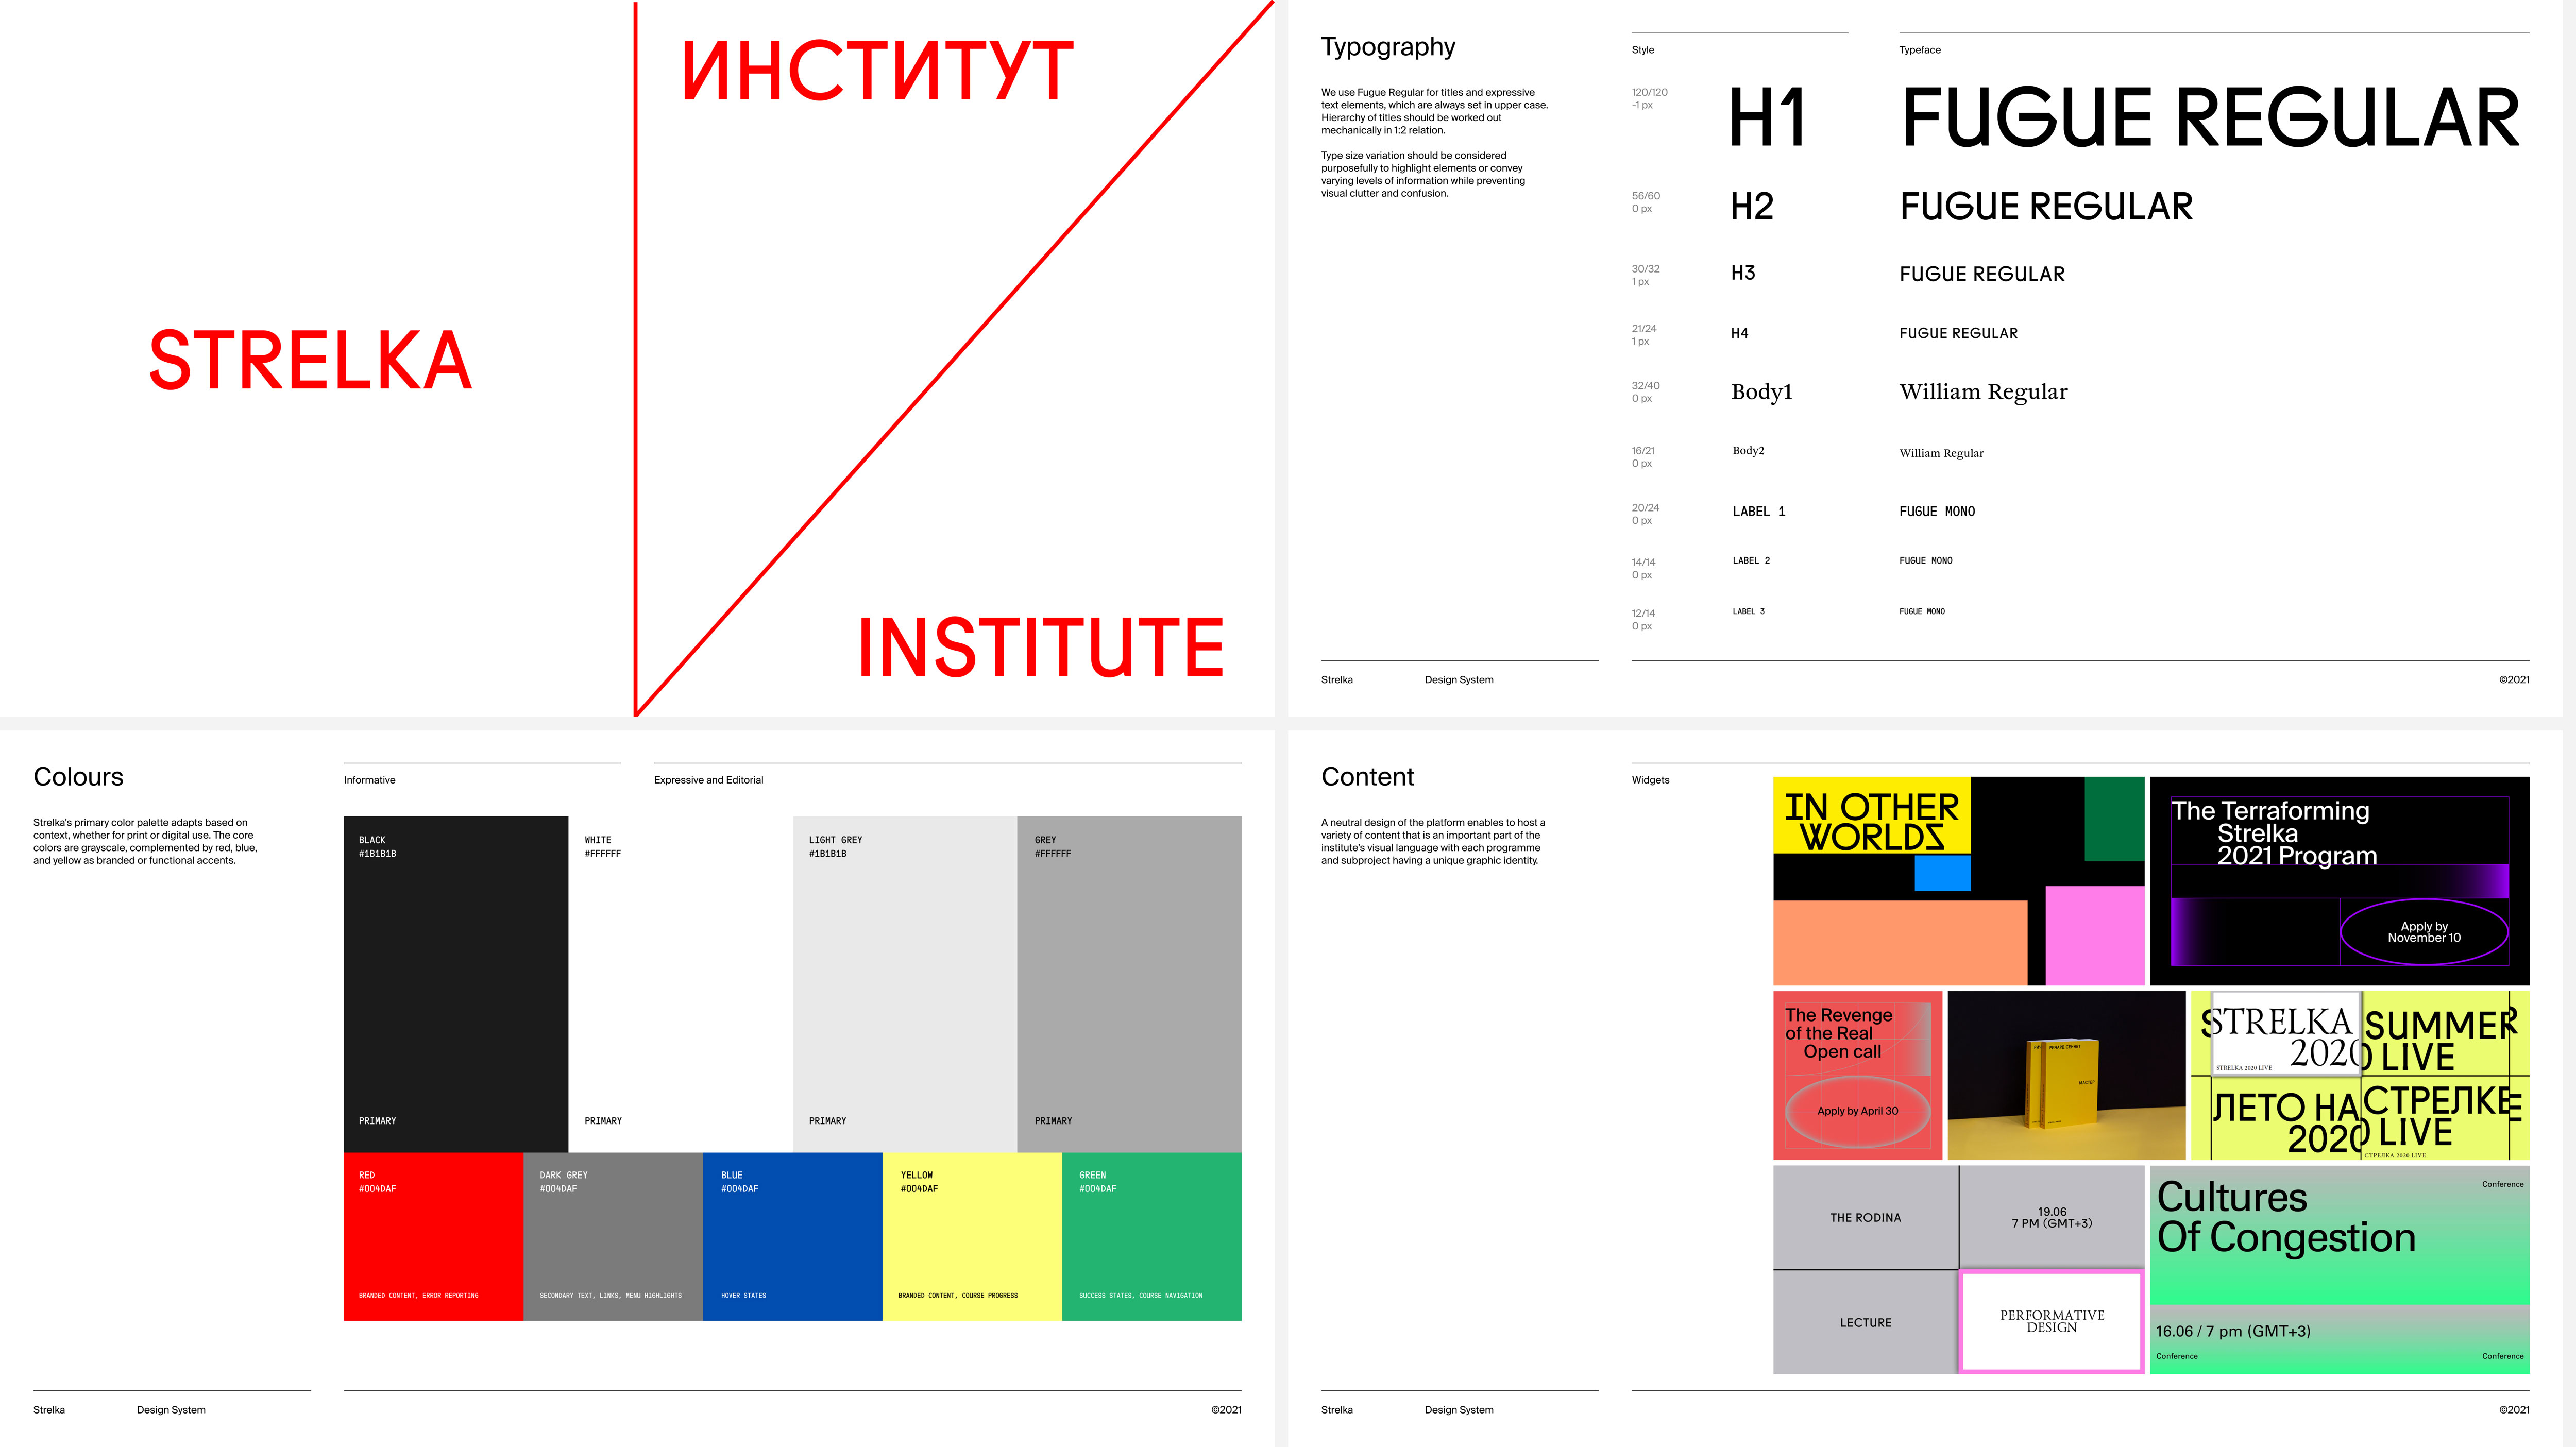 ИНСТИТУТ
STRELKA
INSTITUTE
Typography
We use Fugue Regular for titles and expressive
text elements, which are always set in upper case.
Hierarchy of titles should be worked out
mechanically in 1:2 relation.
Type size variation should be considered
purposefully to highlight elements or convey
varying levels of information while preventing
visual clutter and confusion.
Style
Typeface
120/120
-1 px
H1
FUGUE REGULAR
56/60
0 px
H2
FUGUE REGULAR
30/32
1 px
H3
FUGUE REGULAR
21/24
1 px
H4
FUGUE REGULAR
32/40
0 px
Body1
William Regular
16/21
0 px
Body2
William Regular
20/24
0 px
LABEL 1
FUGUE MONO
14/14
0 px
LABEL 2
FUGUE MONO
12/14
0 px
LABEL 3
FUGUE MONO
Strelka
Design System
©2021
Colours
Strelka's primary color palette adapts based on
context, whether for print or digital use. The core
colors are grayscale, complemented by red, blue,
and yellow as branded or functional accents.
Informative
Expressive and Editorial
BLACK
#1B1B1B
PRIMARY
WHITE
#FFFFFF
PRIMARY
LIGHT GREY
#1B1B1B
PRIMARY
GREY
#FFFFFF
PRIMARY
RED
#004DAF
BRANDED CONTENT, ERROR REPORTING
DARK GREY
#004DAF
SECONDARY TEXT, LINKS, MENU HIGHLIGHTS
BLUE
#004DAF
HOVER STATES
YELLOW
#004DAF
BRANDED CONTENT, COURSE PROGRESS
GREEN
#004DAF
SUCCESS STATES, COURSE NAVIGATION
Strelka
Design System
©2021
Content
A neutral design of the platform enables to host a
variety of content that is an important part of the
institute's visual language with each programme
and subproject having a unique graphic identity.
Widgets
IN OTHER
WORLDS
The Terraforming
Strelka
2021 Program
Apply by
November 10
The Revenge
of the Real
Open call
Apply by April 30
РИЧАРД СЕННЕТ
МАСТЕР
STRELKA
2020
STRELKA 2020 LIVE
SUMMER
LIVE
ЛЕТО НА
2020
СТРЕЛКЕ
LIVE
СТРЕЛКА 2020 LIVE
THE RODINA
19.06
7 PM (GMT+3)
LECTURE
PERFORMATIVE
DESIGN
Cultures
Of Congestion
Conference
16.06 / 7 pm (GMT+3)
Conference
Conference
Strelka
Design System
©2021